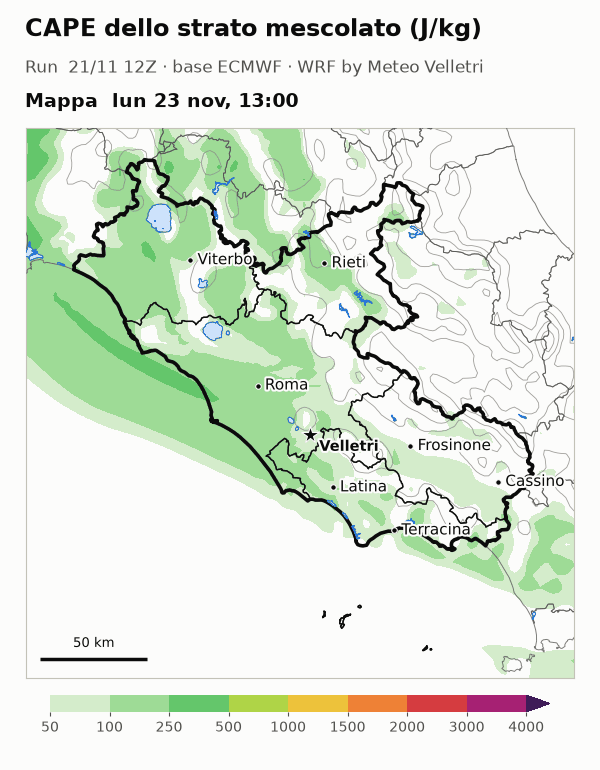 CAPE dello strato mescolato (J/kg)
Run  21/11 12Z · base ECMWF · WRF by Meteo Velletri
Mappa  lun 23 nov, 13:00
Viterbo
Rieti
Roma
Velletri
Frosinone
Latina
Cassino
Terracina
50 km
50 100 250 500 1000 1500 2000 3000 4000